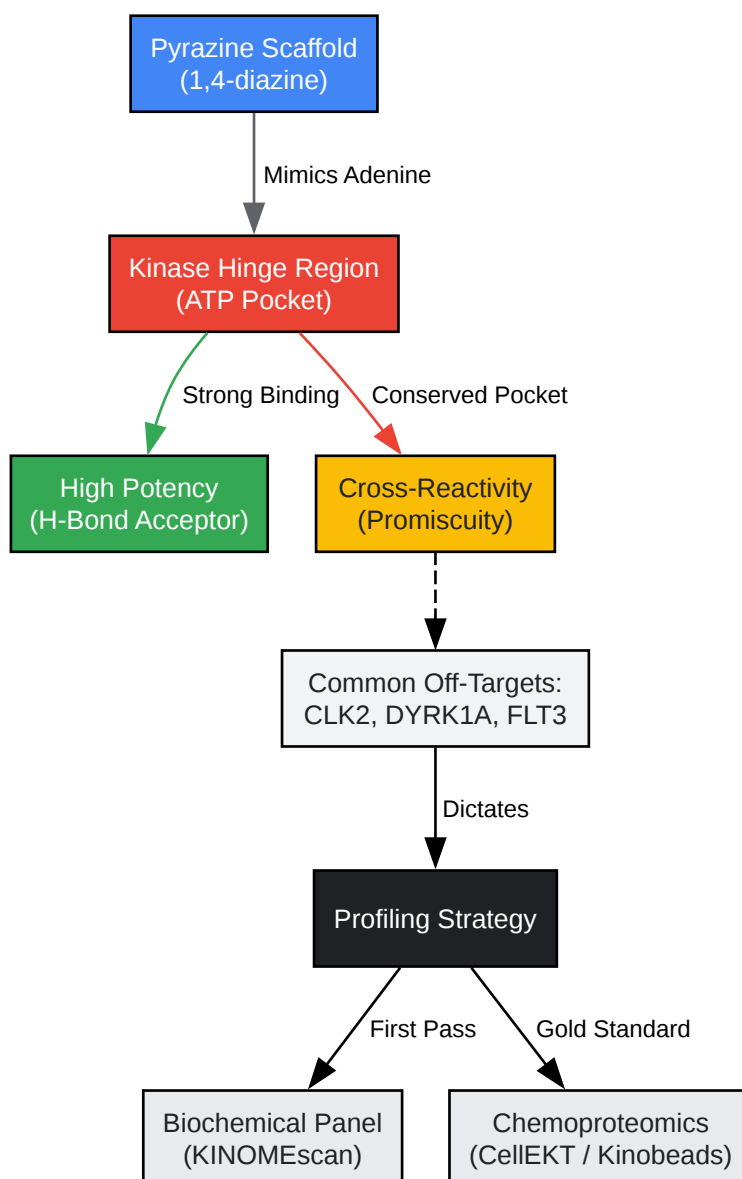 Pyrazine Scaffold
(1,4-diazine)
Mimics Adenine
Kinase Hinge Region
(ATP Pocket)
Strong Binding
Conserved Pocket
High Potency
(H-Bond Acceptor)
Cross-Reactivity
(Promiscuity)
Common Off-Targets:
CLK2, DYRK1A, FLT3
Dictates
Profiling Strategy
First Pass
Gold Standard
Biochemical Panel
(KINOMEscan)
Chemoproteomics
(CellEKT / Kinobeads)